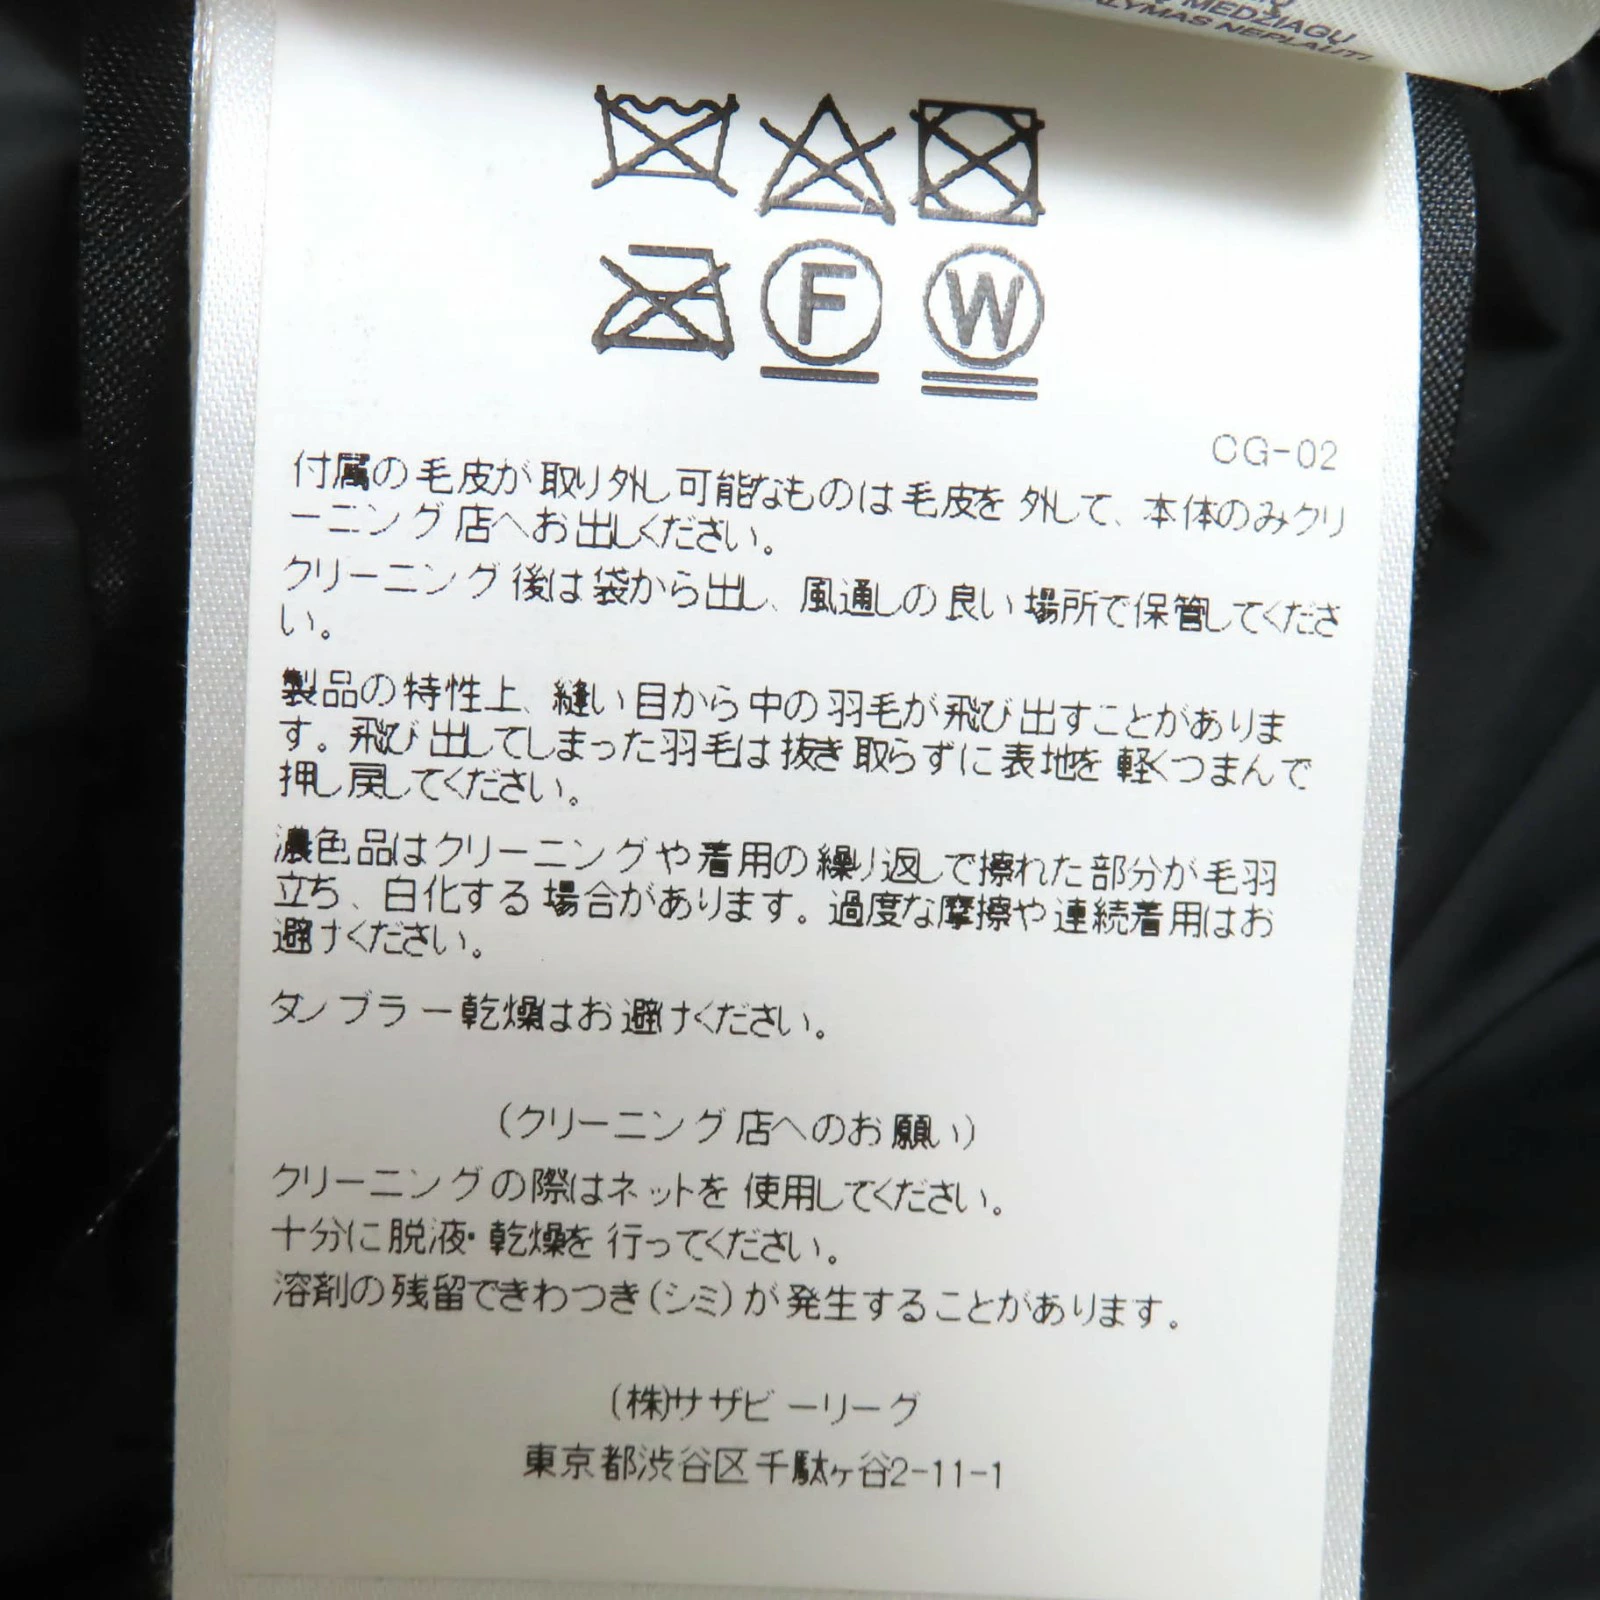 MEDŽIAGŲ
NEPLAUTI
F W
CG-02
付属の毛皮が取り外し可能なものは毛皮を外して、本体のみクリ
ーニング店へお出しください。
クリーニング後は袋から出し、風通しの良い場所で保管してくださ
い。
製品の特性上、縫い目から中の羽毛が飛び出すことがありま
す。飛び出してしまった羽毛は抜き取らずに表地を軽くつまんで
押し戻してください。
濃色品はクリーニングや着用の繰り返しで擦れた部分が毛羽
立ち、白化する場合があります。過度な摩擦や連続着用はお
避けください。
タンブラー乾燥はお避けください。
(クリーニング店へのお願い)
クリーニングの際はネットを使用してください。
十分に脱液・乾燥を行ってください。
溶剤の残留できわつき(シミ)が発生することがあります。
(株)サザビーリーグ
東京都渋谷区千駄ヶ谷2-11-1